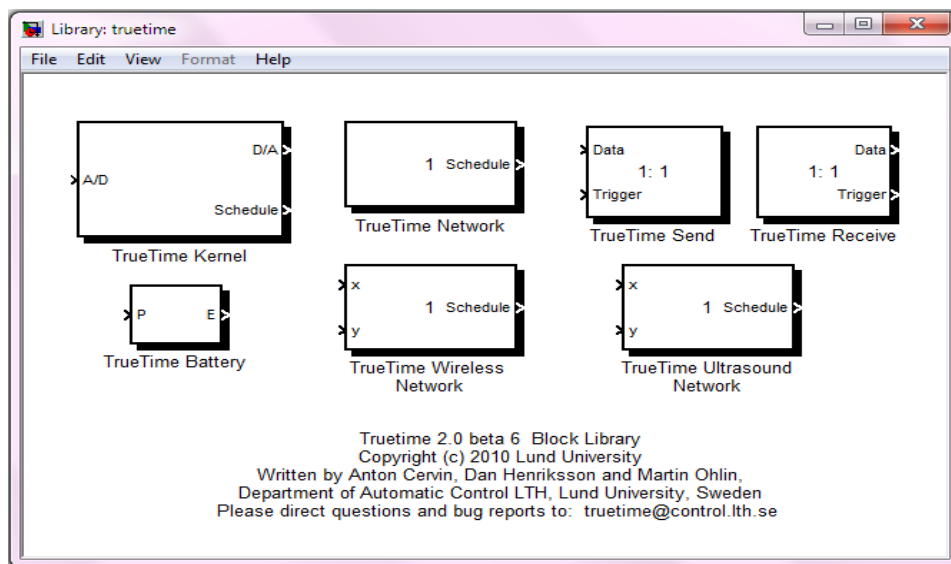 Library: truetime
File Edit View Format Help
A/D
D/A
Schedule
TrueTime Kernel
1 Schedule
TrueTime Network
Data
1: 1
Trigger
TrueTime Send
Data
1: 1
Trigger
TrueTime Receive
P E
TrueTime Battery
x
1 Schedule
y
TrueTime Wireless
Network
x
1 Schedule
y
TrueTime Ultrasound
Network
Truetime 2.0 beta 6 Block Library
Copyright (c) 2010 Lund University
Written by Anton Cervin, Dan Henriksson and Martin Ohlin,
Department of Automatic Control LTH, Lund University, Sweden
Please direct questions and bug reports to: truetime@control.lth.se